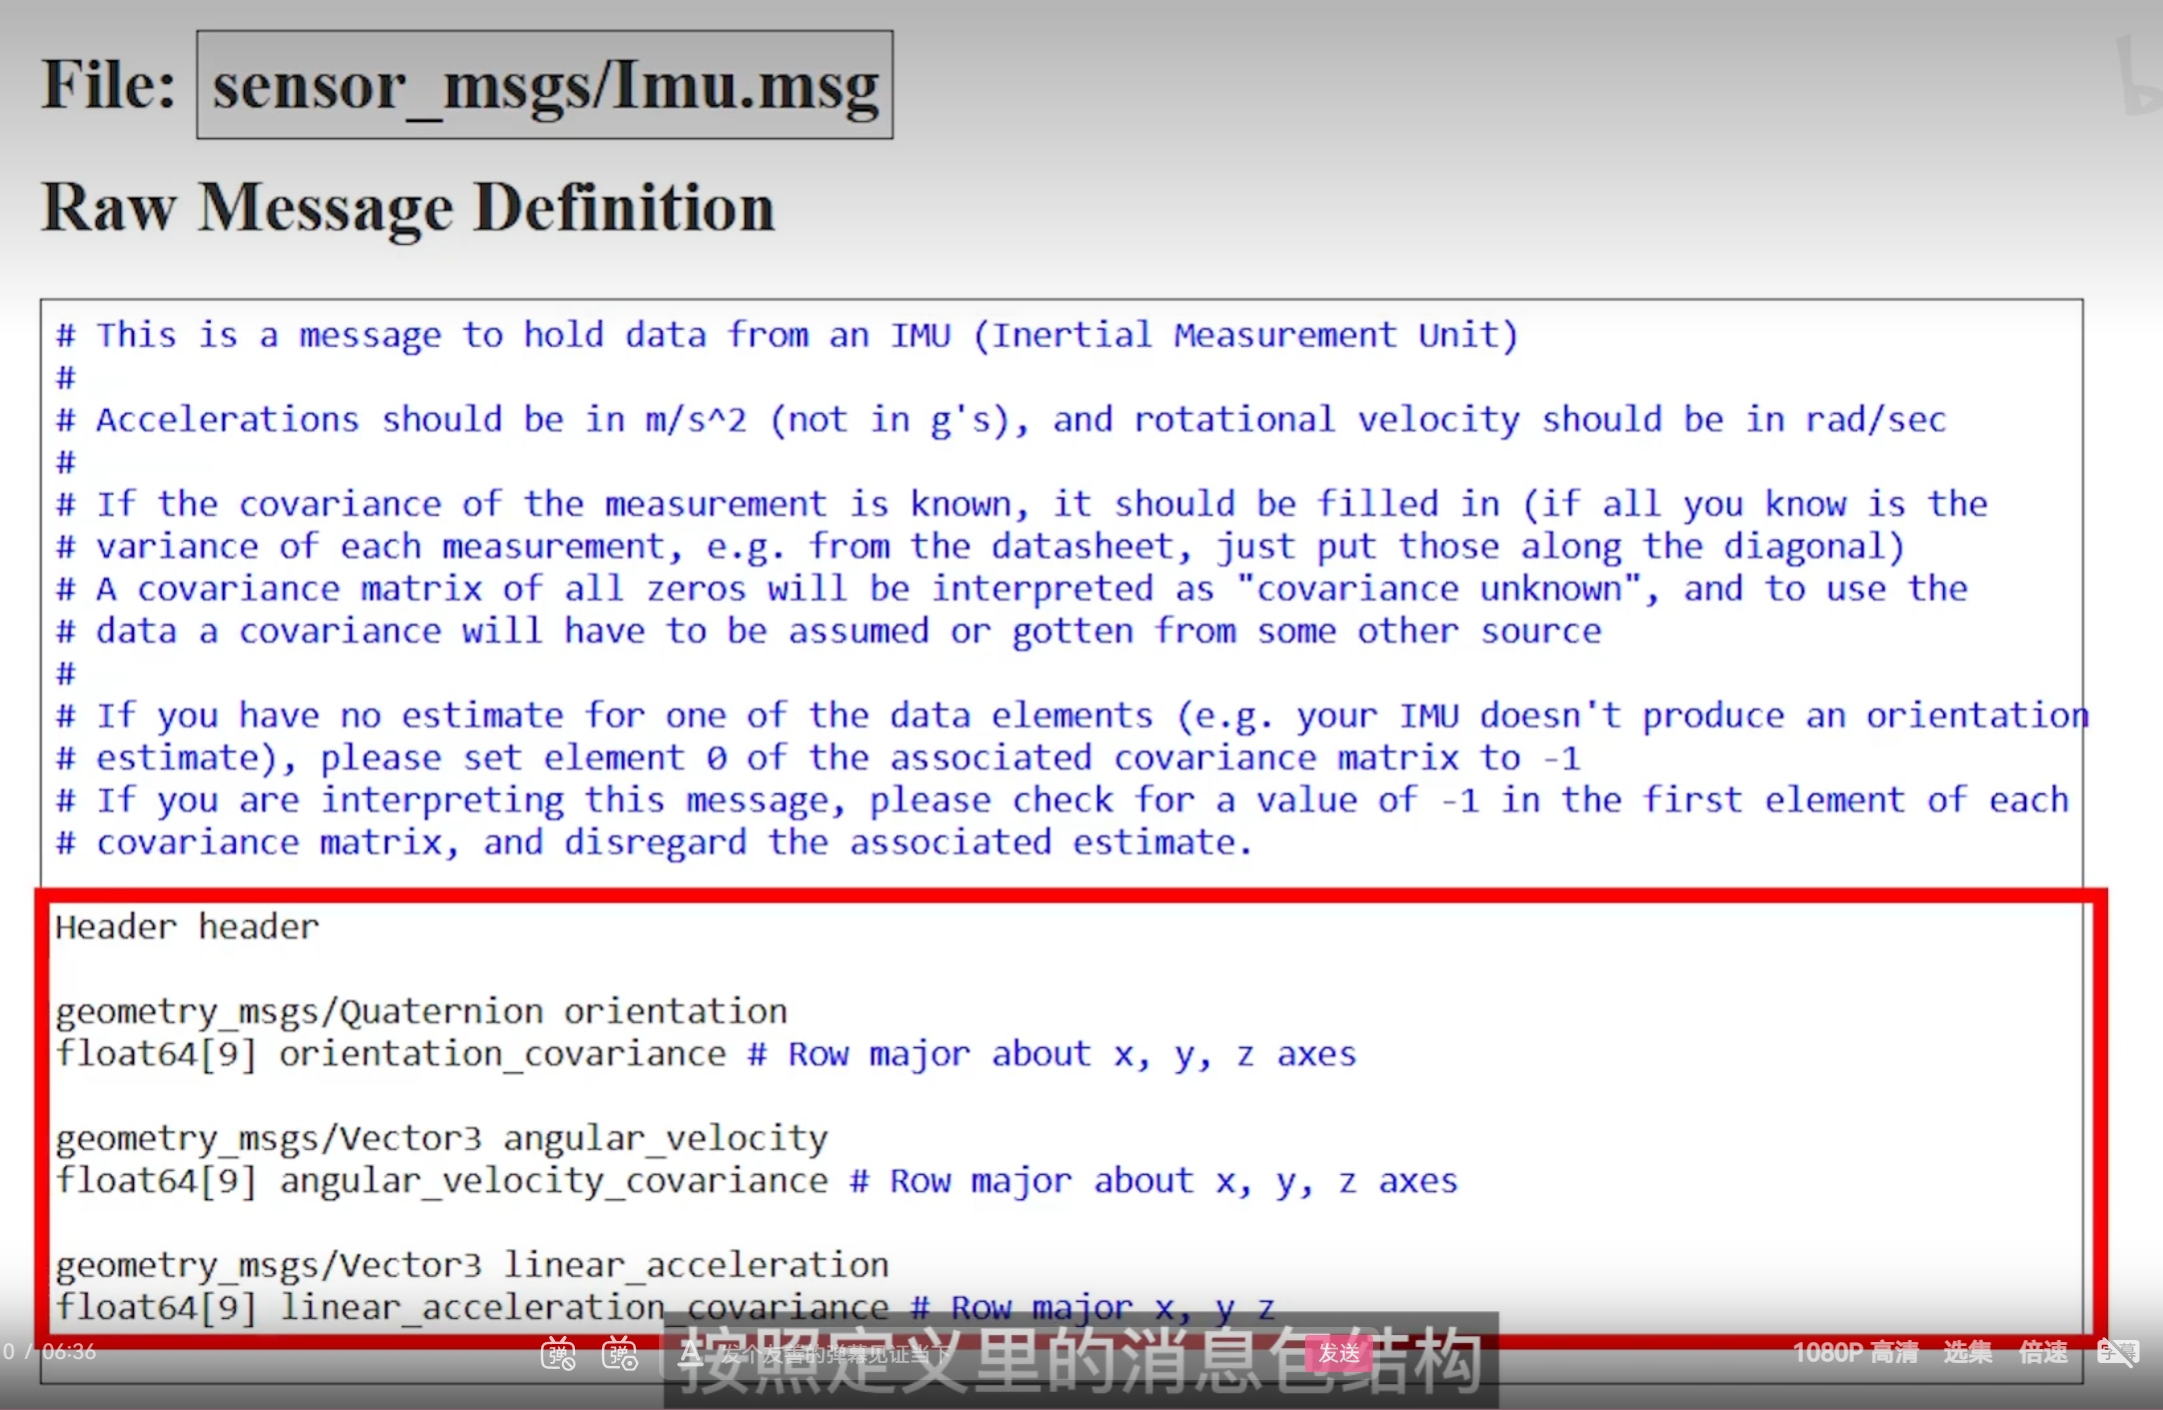 File: sensor_msgs/Imu.msg
Raw Message Definition
# This is a message to hold data from an IMU (Inertial Measurement Unit)
#
# Accelerations should be in m/s^2 (not in g's), and rotational velocity should be in rad/sec
#
# If the covariance of the measurement is known, it should be filled in (if all you know is the
# variance of each measurement, e.g. from the datasheet, just put those along the diagonal)
# A covariance matrix of all zeros will be interpreted as "covariance unknown", and to use the
# data a covariance will have to be assumed or gotten from some other source
#
# If you have no estimate for one of the data elements (e.g. your IMU doesn't produce an orientation
# estimate), please set element 0 of the associated covariance matrix to -1
# If you are interpreting this message, please check for a value of -1 in the first element of each
# covariance matrix, and disregard the associated estimate.
Header header
geometry_msgs/Quaternion orientation
float64[9] orientation_covariance # Row major about x, y, z axes
geometry_msgs/Vector3 angular_velocity
float64[9] angular_velocity_covariance # Row major about x, y, z axes
geometry_msgs/Vector3 linear_acceleration
float64[9] linear_acceleration_covariance # Row major x, y z
0 / 06:36 弹 弹 A 发个友善的弹幕见证当下 发送 1080P 高清 选集 倍速 字幕
按照定义里的消息包结构